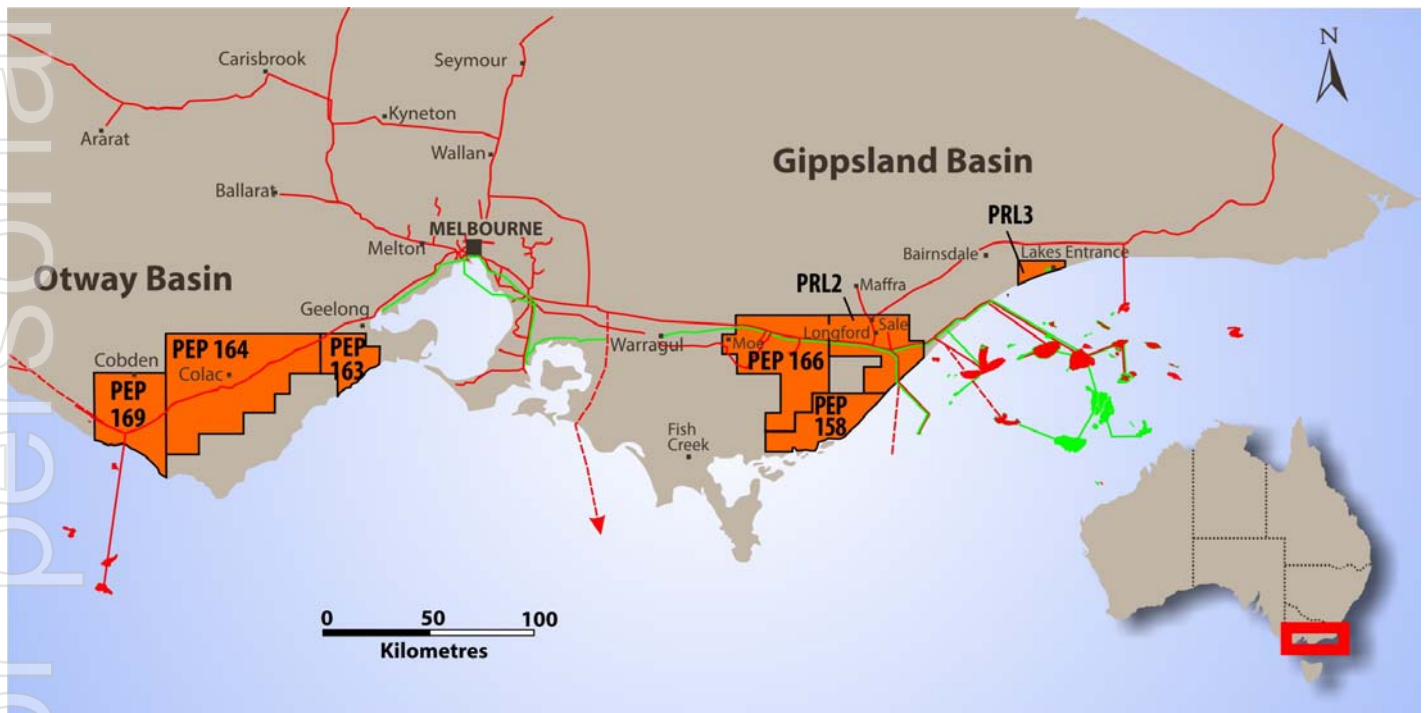 Carisbrook
Seymour
N
Kyneton
Ararat
Wallan
Gippsland Basin
Ballarat
PRL3
MELBOURNE
Melton
Bairnsdale
Lakes Entrance
Otway Basin
PRL2
Maffra
Geelong
Sale
Longford
PEP 164
PEP
163
Warragul
Moe
PEP 166
Cobden
Colac
PEP
169
PEP
158
Fish
Creek
0 50 100
Kilometres
or personal